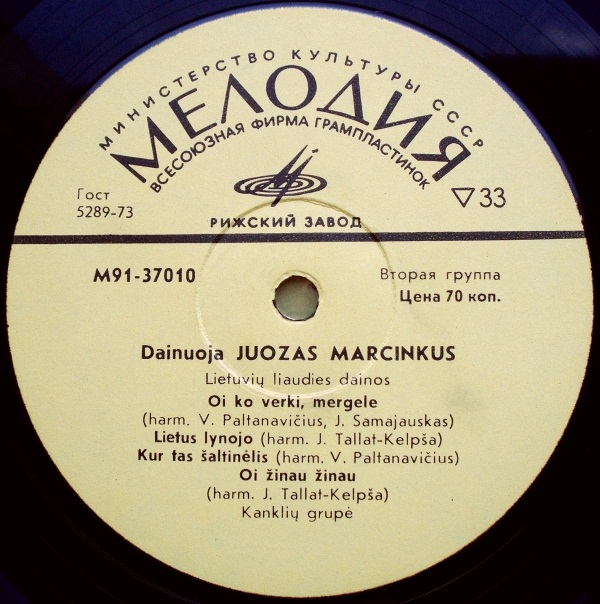 МИНИСТЕРСТВО КУЛЬТУРЫ СССР
МЕЛОДИЯ
ВСЕСОЮЗНАЯ ФИРМА ГРАМПЛАСТИНОК
Гост
5289-73
33
РИЖСКИЙ ЗАВОД
М91-37010
Вторая группа
Цена 70 коп.
Dainuoja JUOZAS MARCINKUS
Lietuvių liaudies dainos
Oi ko verki, mergele
(harm. V. Paltanavičius, J. Samajauskas)
Lietus lynojo (harm. J. Tallat-Kelpša)
Kur tas šaltinėlis (harm. V. Paltanavičius)
Oi žinau žinau
(harm. J. Tallat-Kelpša)
Kanklių grupė